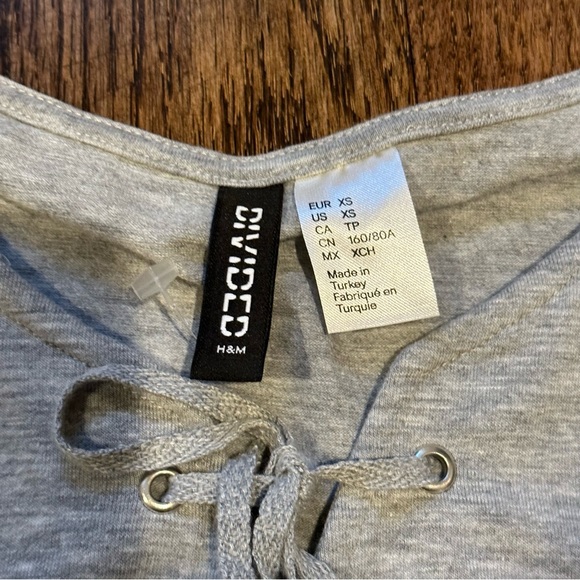 DIVIDED
H&M
EUR XS
US XS
CA TP
CN 160/80A
MX XCH
Made in
Turkey
Fabriqué en
Turquie